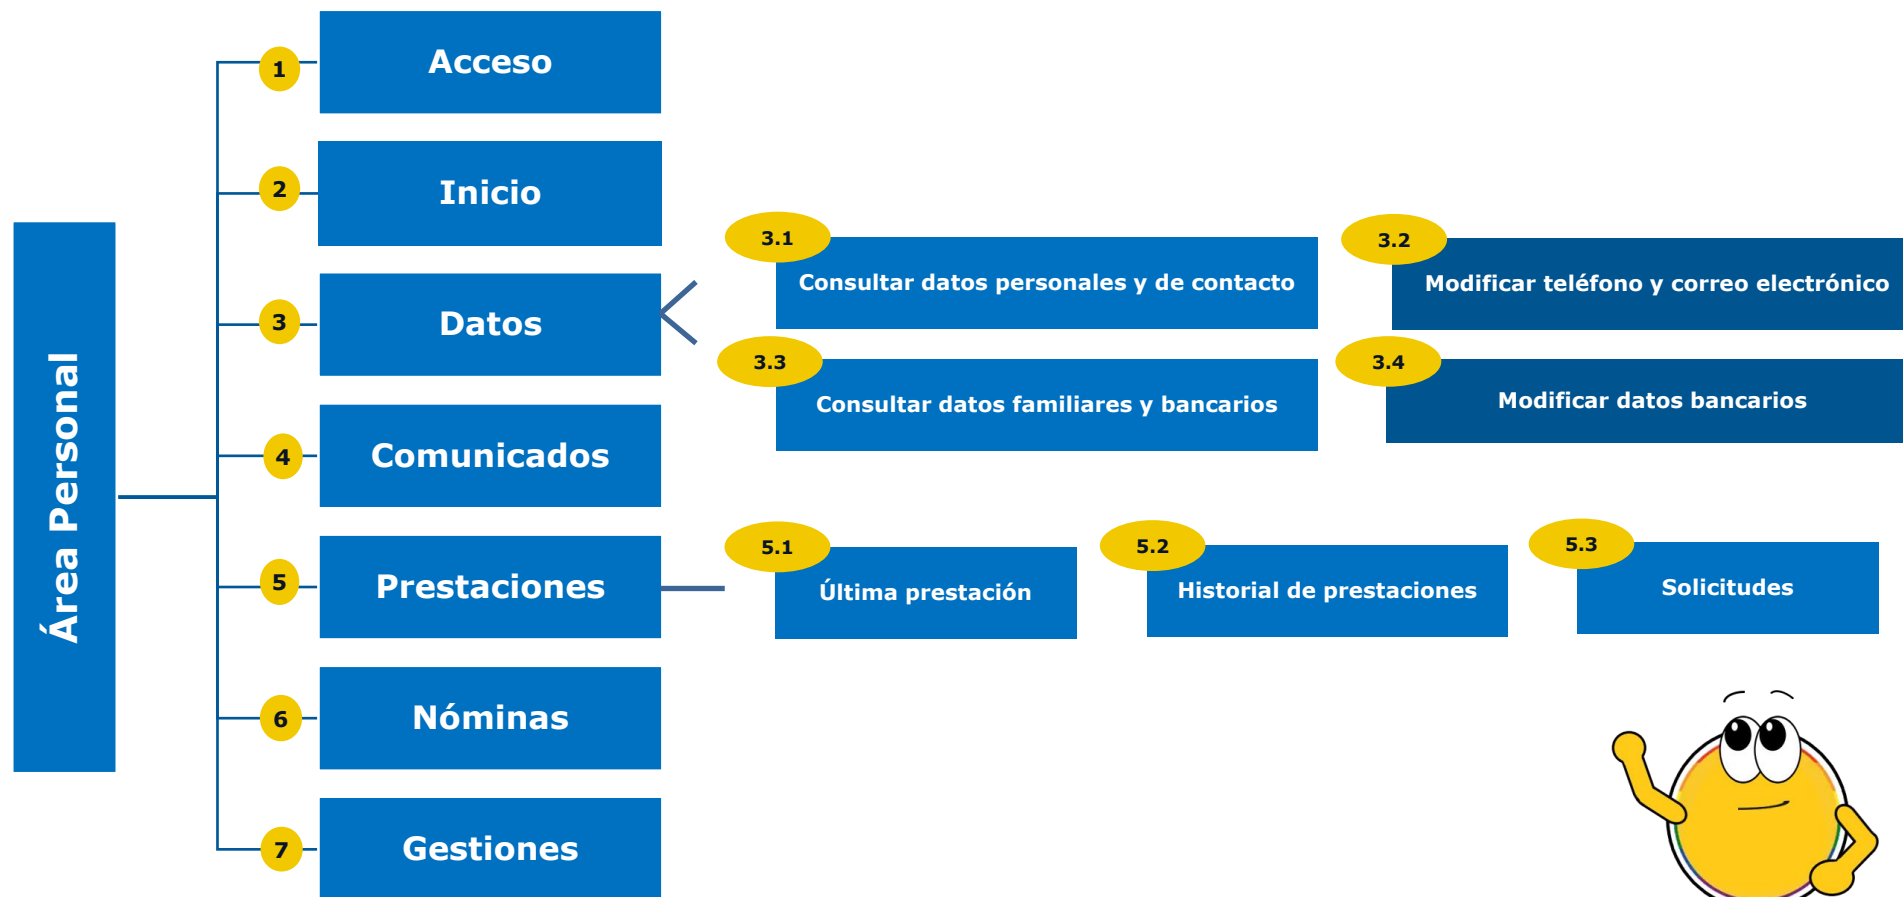 Área Personal
1
Acceso
2
Inicio
3
Datos
3.1
Consultar datos personales y de contacto
3.2
Modificar teléfono y correo electrónico
3.3
Consultar datos familiares y bancarios
3.4
Modificar datos bancarios
4
Comunicados
5
Prestaciones
5.1
Última prestación
5.2
Historial de prestaciones
5.3
Solicitudes
6
Nóminas
7
Gestiones